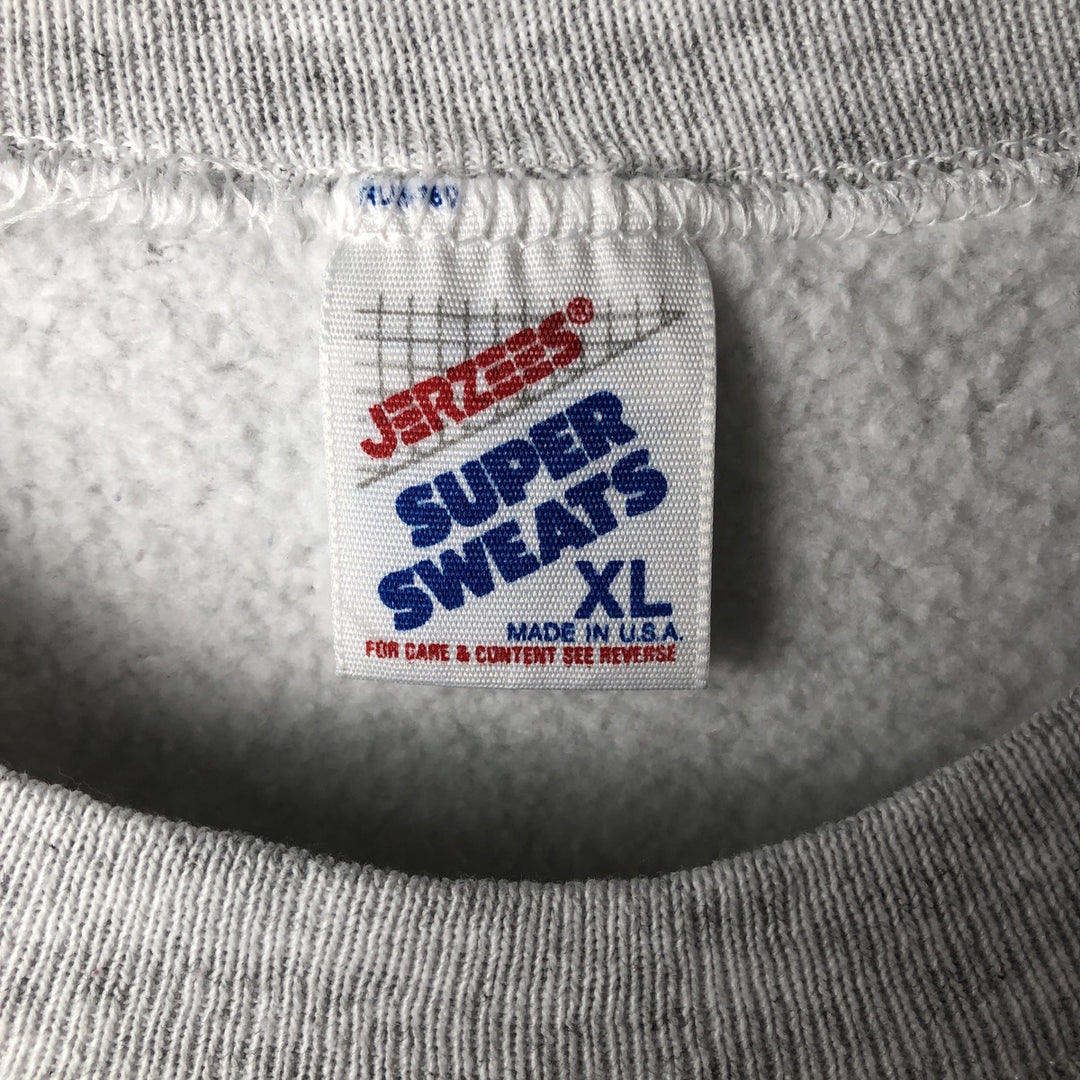 JERZEES®
SUPER
SWEATS
XL
MADE IN U.S.A.
FOR CARE & CONTENT SEE REVERSE